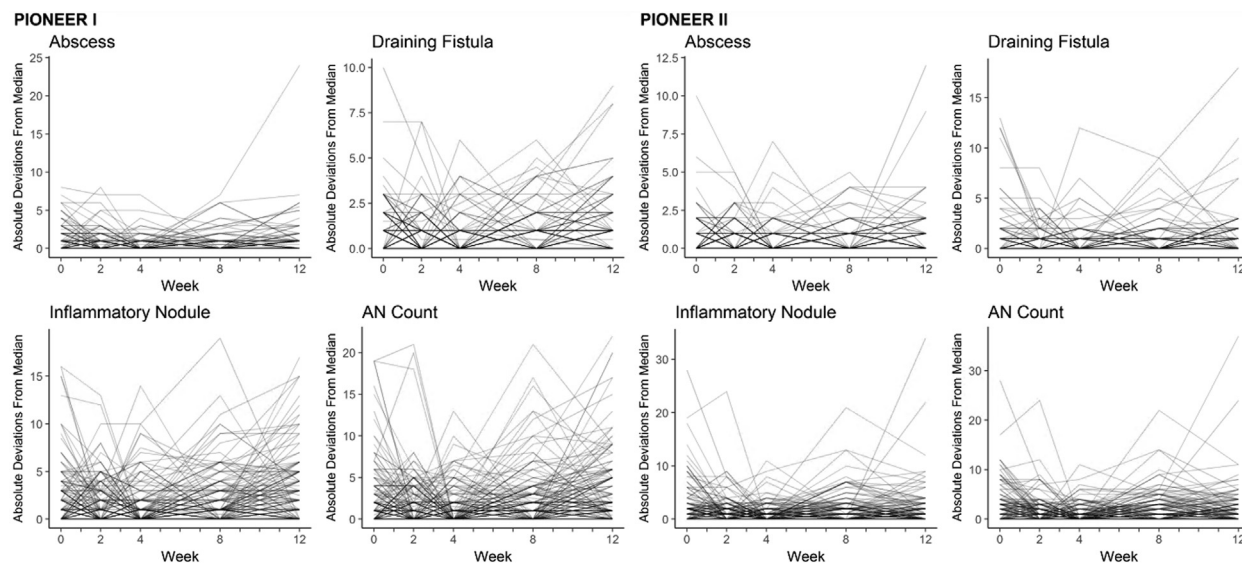 PIONEER I
PIONEER II
Abscess
Draining Fistula
Abscess
Draining Fistula
Absolute Deviations From Median
25
20
15
10
5
0
0 2 4 8 12
Week
Absolute Deviations From Median
10.0
7.5
5.0
2.5
0.0
0 2 4 8 12
Week
Absolute Deviations From Median
12.5
10.0
7.5
5.0
2.5
0.0
0 2 4 8 12
Week
Absolute Deviations From Median
15
10
5
0
0 2 4 8 12
Week
Inflammatory Nodule
AN Count
Inflammatory Nodule
AN Count
Absolute Deviations From Median
15
10
5
0
0 2 4 8 12
Week
Absolute Deviations From Median
20
15
10
5
0
0 2 4 8 12
Week
Absolute Deviations From Median
30
20
10
0
0 2 4 8 12
Week
Absolute Deviations From Median
30
20
10
0
0 2 4 8 12
Week